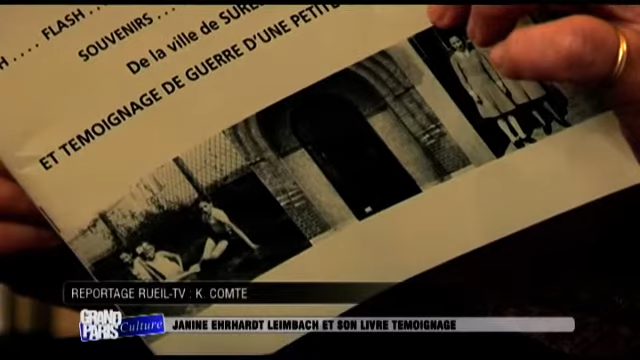 H.... FLASH...
SOUVENIRS ...
De la ville de SURE
ET TEMOIGNAGE DE GUERRE D'UNE PETITE
REPORTAGE RUEIL-TV : K. COMTE
GRAND PARIS Culture
JANINE EHRHARDT LEIMBACH ET SON LIVRE TEMOIGNAGE